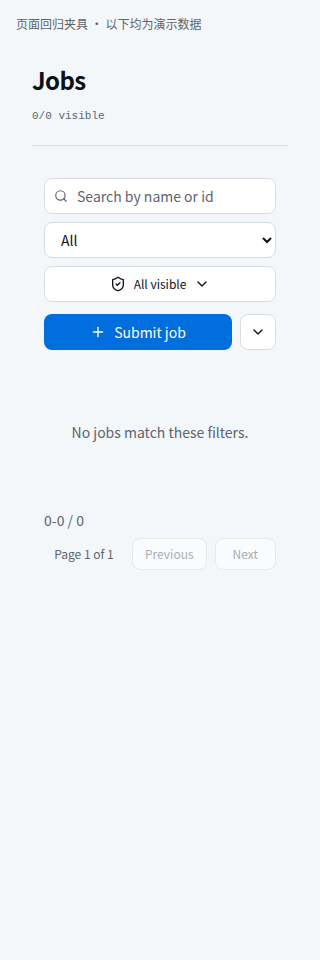 页面回归夹具 · 以下均为演示数据
Jobs
0/0 visible
Search by name or id
All
All visible
Submit job
No jobs match these filters.
0-0 / 0
Page 1 of 1
Previous
Next